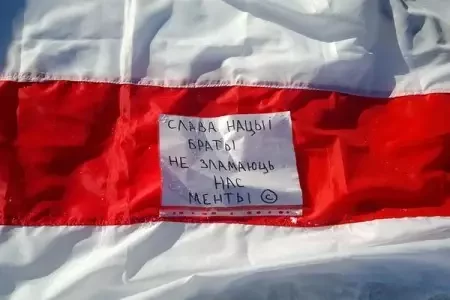 СЛАВА НАЦЫІ
БРАТЫ
НЕ ЗЛАМАЮЦЬ
НАС
МЕНТЫ ©